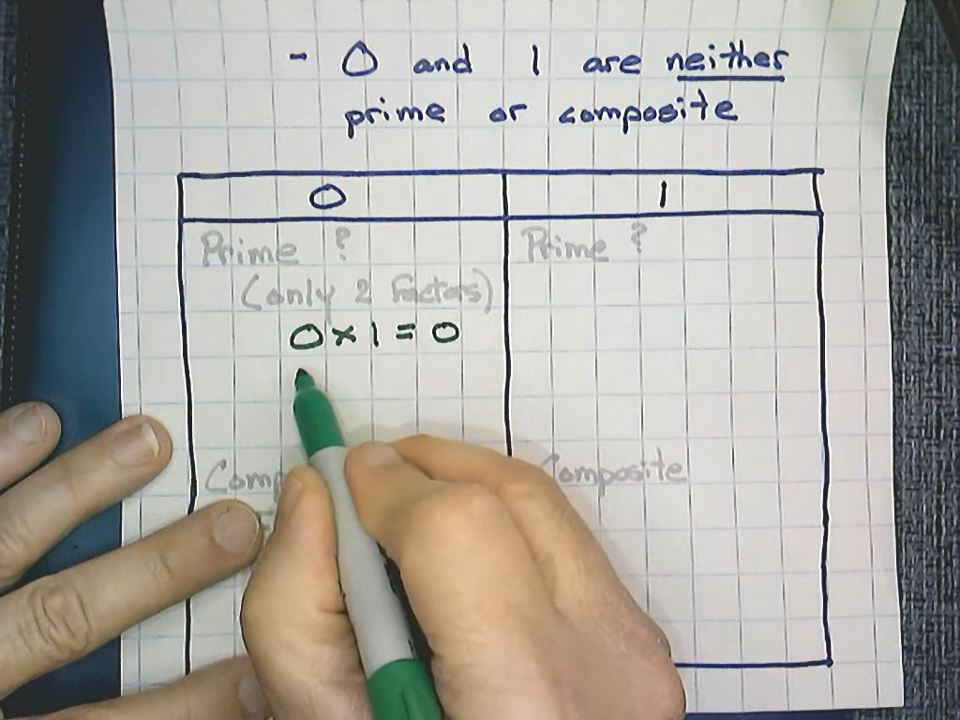 - 0 and 1 are neither
prime or composite
0
1
Prime ?
(only 2 factors)
0 x 1 = 0
Prime ?
Composite